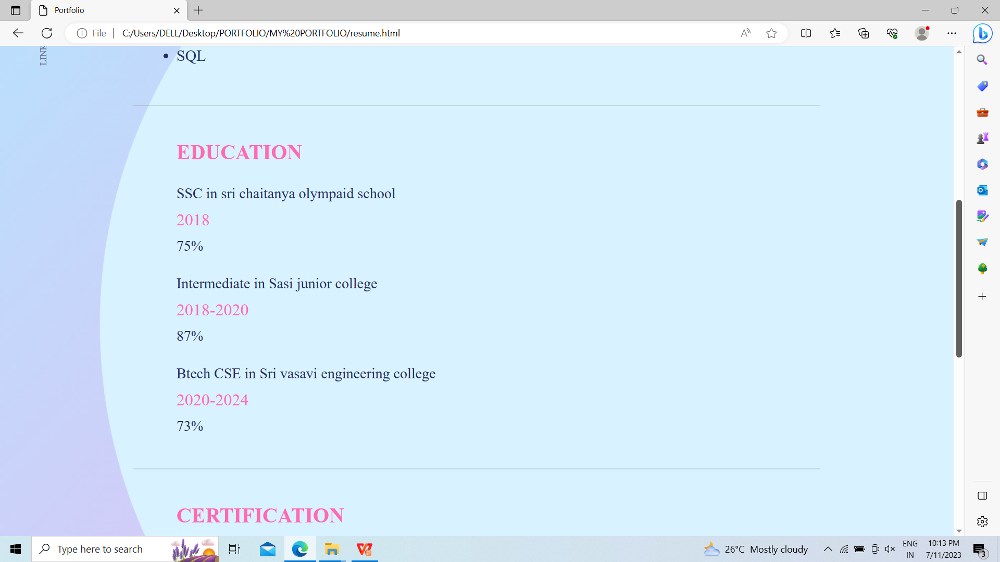 Portfolio
File
C:/Users/DELL/Desktop/PORTFOLIO/MY%20PORTFOLIO/resume.html
LINK
SQL
EDUCATION
SSC in sri chaitanya olympaid school
2018
75%
Intermediate in Sasi junior college
2018-2020
87%
Btech CSE in Sri vasavi engineering college
2020-2024
73%
CERTIFICATION
Type here to search
26°C Mostly cloudy
ENG
IN
10:13 PM
7/11/2023
3